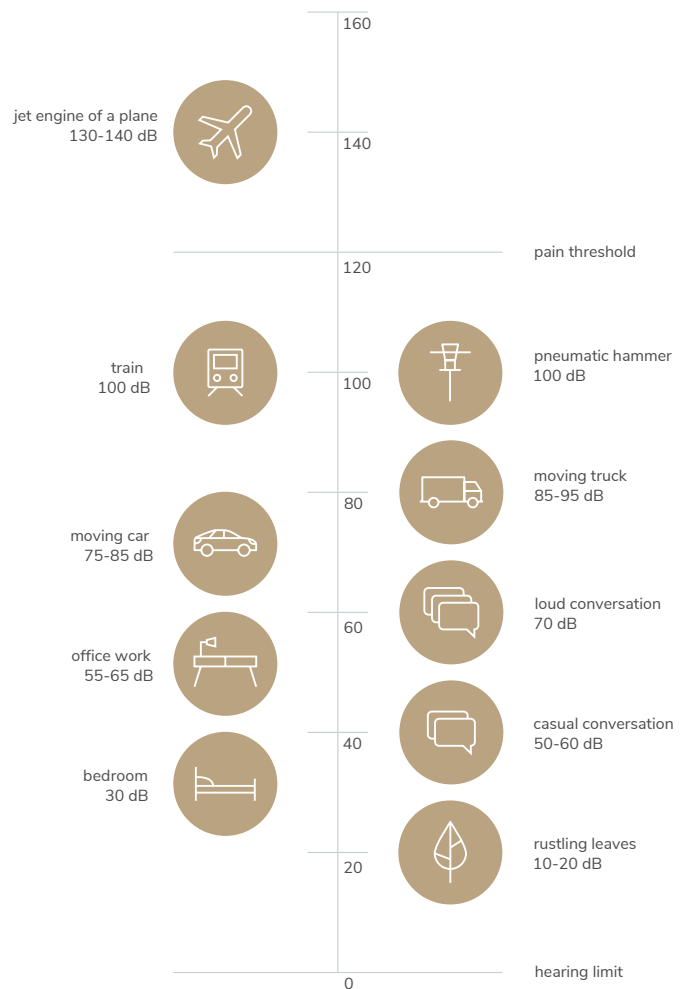 160
jet engine of a plane
130-140 dB
140
pain threshold
120
train
100 dB
100
pneumatic hammer
100 dB
moving truck
85-95 dB
80
moving car
75-85 dB
loud conversation
70 dB
60
office work
55-65 dB
casual conversation
50-60 dB
40
bedroom
30 dB
rustling leaves
10-20 dB
20
hearing limit
0